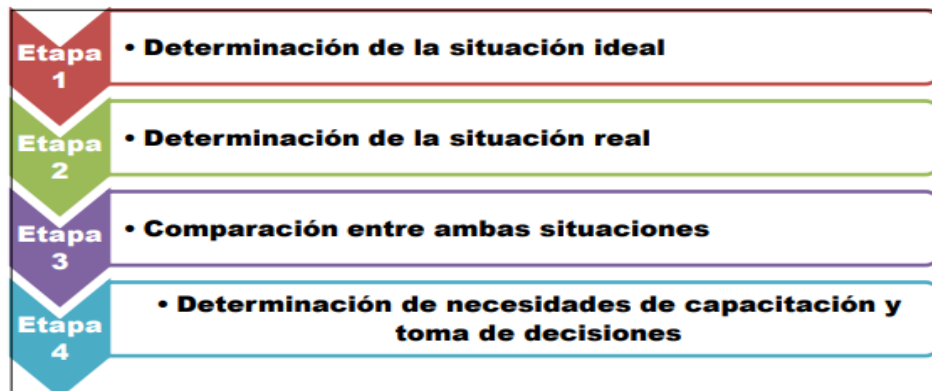 Etapa
1
• Determinación de la situación ideal
Etapa
2
• Determinación de la situación real
Etapa
3
• Comparación entre ambas situaciones
Etapa
4
• Determinación de necesidades de capacitación y
toma de decisiones